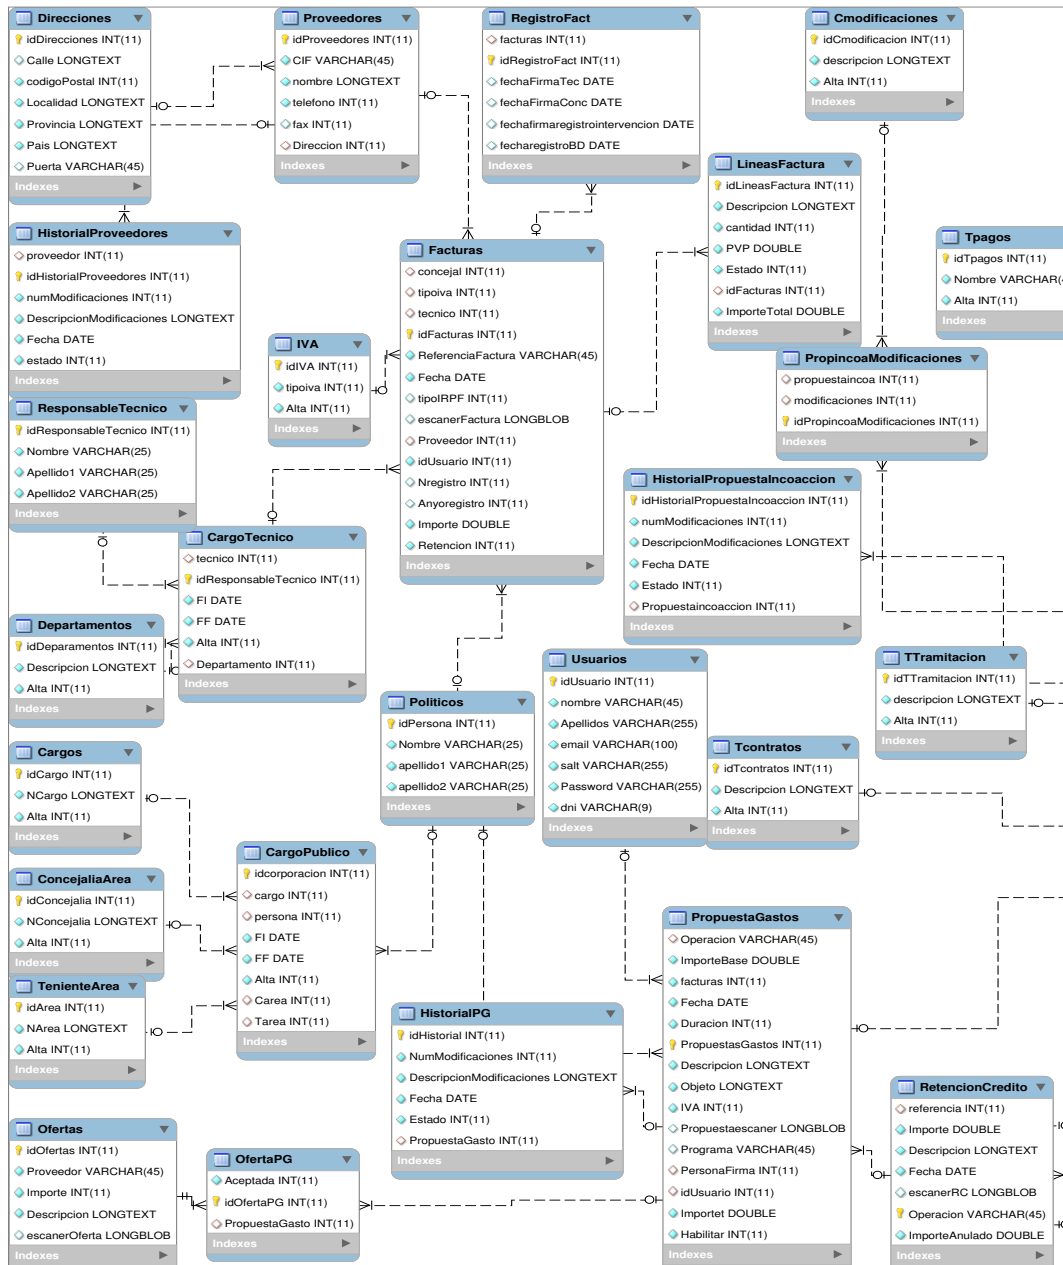 Direcciones
idDirecciones INT(11)
Calle LONGTEXT
codigoPostal INT(11)
Localidad LONGTEXT
Provincia LONGTEXT
Pais LONGTEXT
Puerta VARCHAR(45)
Indexes
Proveedores
idProveedores INT(11)
CIF VARCHAR(45)
nombre LONGTEXT
telefono INT(11)
fax INT(11)
Direccion INT(11)
Indexes
RegistroFact
facturas INT(11)
idRegistroFact INT(11)
fechaFirmaTec DATE
fechaFirmaConc DATE
fechafirmaregistrointervencion DATE
fecharegistroBD DATE
Indexes
Cmodificaciones
idCmodificacion INT(11)
descripcion LONGTEXT
Alta INT(11)
Indexes
LineasFactura
idLineasFactura INT(11)
Descripcion LONGTEXT
cantidad INT(11)
PVP DOUBLE
Estado INT(11)
idFacturas INT(11)
ImporteTotal DOUBLE
Indexes
Tpagos
idTpagos INT(11)
Nombre VARCHAR(
Alta INT(11)
Indexes
HistorialProveedores
proveedor INT(11)
idHistorialProveedores INT(11)
numModificaciones INT(11)
DescripcionModificaciones LONGTEXT
Fecha DATE
estado INT(11)
Indexes
Facturas
concejal INT(11)
tipoiva INT(11)
tecnico INT(11)
idFacturas INT(11)
ReferenciaFactura VARCHAR(45)
Fecha DATE
tipoIRPF INT(11)
escanerFactura LONGBLOB
Proveedor INT(11)
idUsuario INT(11)
Nregistro INT(11)
Anyoregistro INT(11)
Importe DOUBLE
Retencion INT(11)
Indexes
IVA
idIVA INT(11)
tipoiva INT(11)
Alta INT(11)
Indexes
PropincoaModificaciones
propuestaincoa INT(11)
modificaciones INT(11)
idPropincoaModificaciones INT(11)
Indexes
ResponsableTecnico
idResponsableTecnico INT(11)
Nombre VARCHAR(25)
Apellido1 VARCHAR(25)
Apellido2 VARCHAR(25)
Indexes
HistorialPropuestaIncoaccion
idHistorialPropuestaIncoaccion INT(11)
numModificaciones INT(11)
DescripcionModificaciones LONGTEXT
Fecha DATE
Estado INT(11)
Propuestaincoaccion INT(11)
Indexes
CargoTecnico
tecnico INT(11)
idResponsableTecnico INT(11)
FI DATE
FF DATE
Alta INT(11)
Departamento INT(11)
Indexes
Departamentos
idDeparamentos INT(11)
Descripcion LONGTEXT
Alta INT(11)
Indexes
Usuarios
idUsuario INT(11)
nombre VARCHAR(45)
Apellidos VARCHAR(255)
email VARCHAR(100)
salt VARCHAR(255)
Password VARCHAR(255)
dni VARCHAR(9)
Indexes
TTramitacion
idTTramitacion INT(11)
descripcion LONGTEXT
Alta INT(11)
Indexes
Politicos
idPersona INT(11)
Nombre VARCHAR(25)
apellido1 VARCHAR(25)
apellido2 VARCHAR(25)
Indexes
Tcontratos
idTcontratos INT(11)
Descripcion LONGTEXT
Alta INT(11)
Indexes
Cargos
idCargo INT(11)
NCargo LONGTEXT
Alta INT(11)
Indexes
CargoPublico
idcorporacion INT(11)
cargo INT(11)
persona INT(11)
FI DATE
FF DATE
Alta INT(11)
Carea INT(11)
Tarea INT(11)
Indexes
ConcejaliaArea
idConcejalia INT(11)
NConcejalia LONGTEXT
Alta INT(11)
Indexes
TenienteArea
idArea INT(11)
NArea LONGTEXT
Alta INT(11)
Indexes
PropuestaGastos
Operacion VARCHAR(45)
ImporteBase DOUBLE
facturas INT(11)
Fecha DATE
Duracion INT(11)
PropuestasGastos INT(11)
Descripcion LONGTEXT
Objeto LONGTEXT
IVA INT(11)
Propuestaescaner LONGBLOB
Programa VARCHAR(45)
PersonaFirma INT(11)
idUsuario INT(11)
Importet DOUBLE
Habilitar INT(11)
Indexes
HistorialPG
idHistorial INT(11)
NumModificaciones INT(11)
DescripcionModificaciones LONGTEXT
Fecha DATE
Estado INT(11)
PropuestaGasto INT(11)
Indexes
RetencionCredito
referencia INT(11)
Importe DOUBLE
Descripcion LONGTEXT
Fecha DATE
escanerRC LONGBLOB
Operacion VARCHAR(45)
ImporteAnulado DOUBLE
Indexes
Ofertas
idOfertas INT(11)
Proveedor VARCHAR(45)
Importe INT(11)
Descripcion LONGTEXT
escanerOferta LONGBLOB
Indexes
OfertaPG
Aceptada INT(11)
idOfertaPG INT(11)
PropuestaGasto INT(11)
Indexes